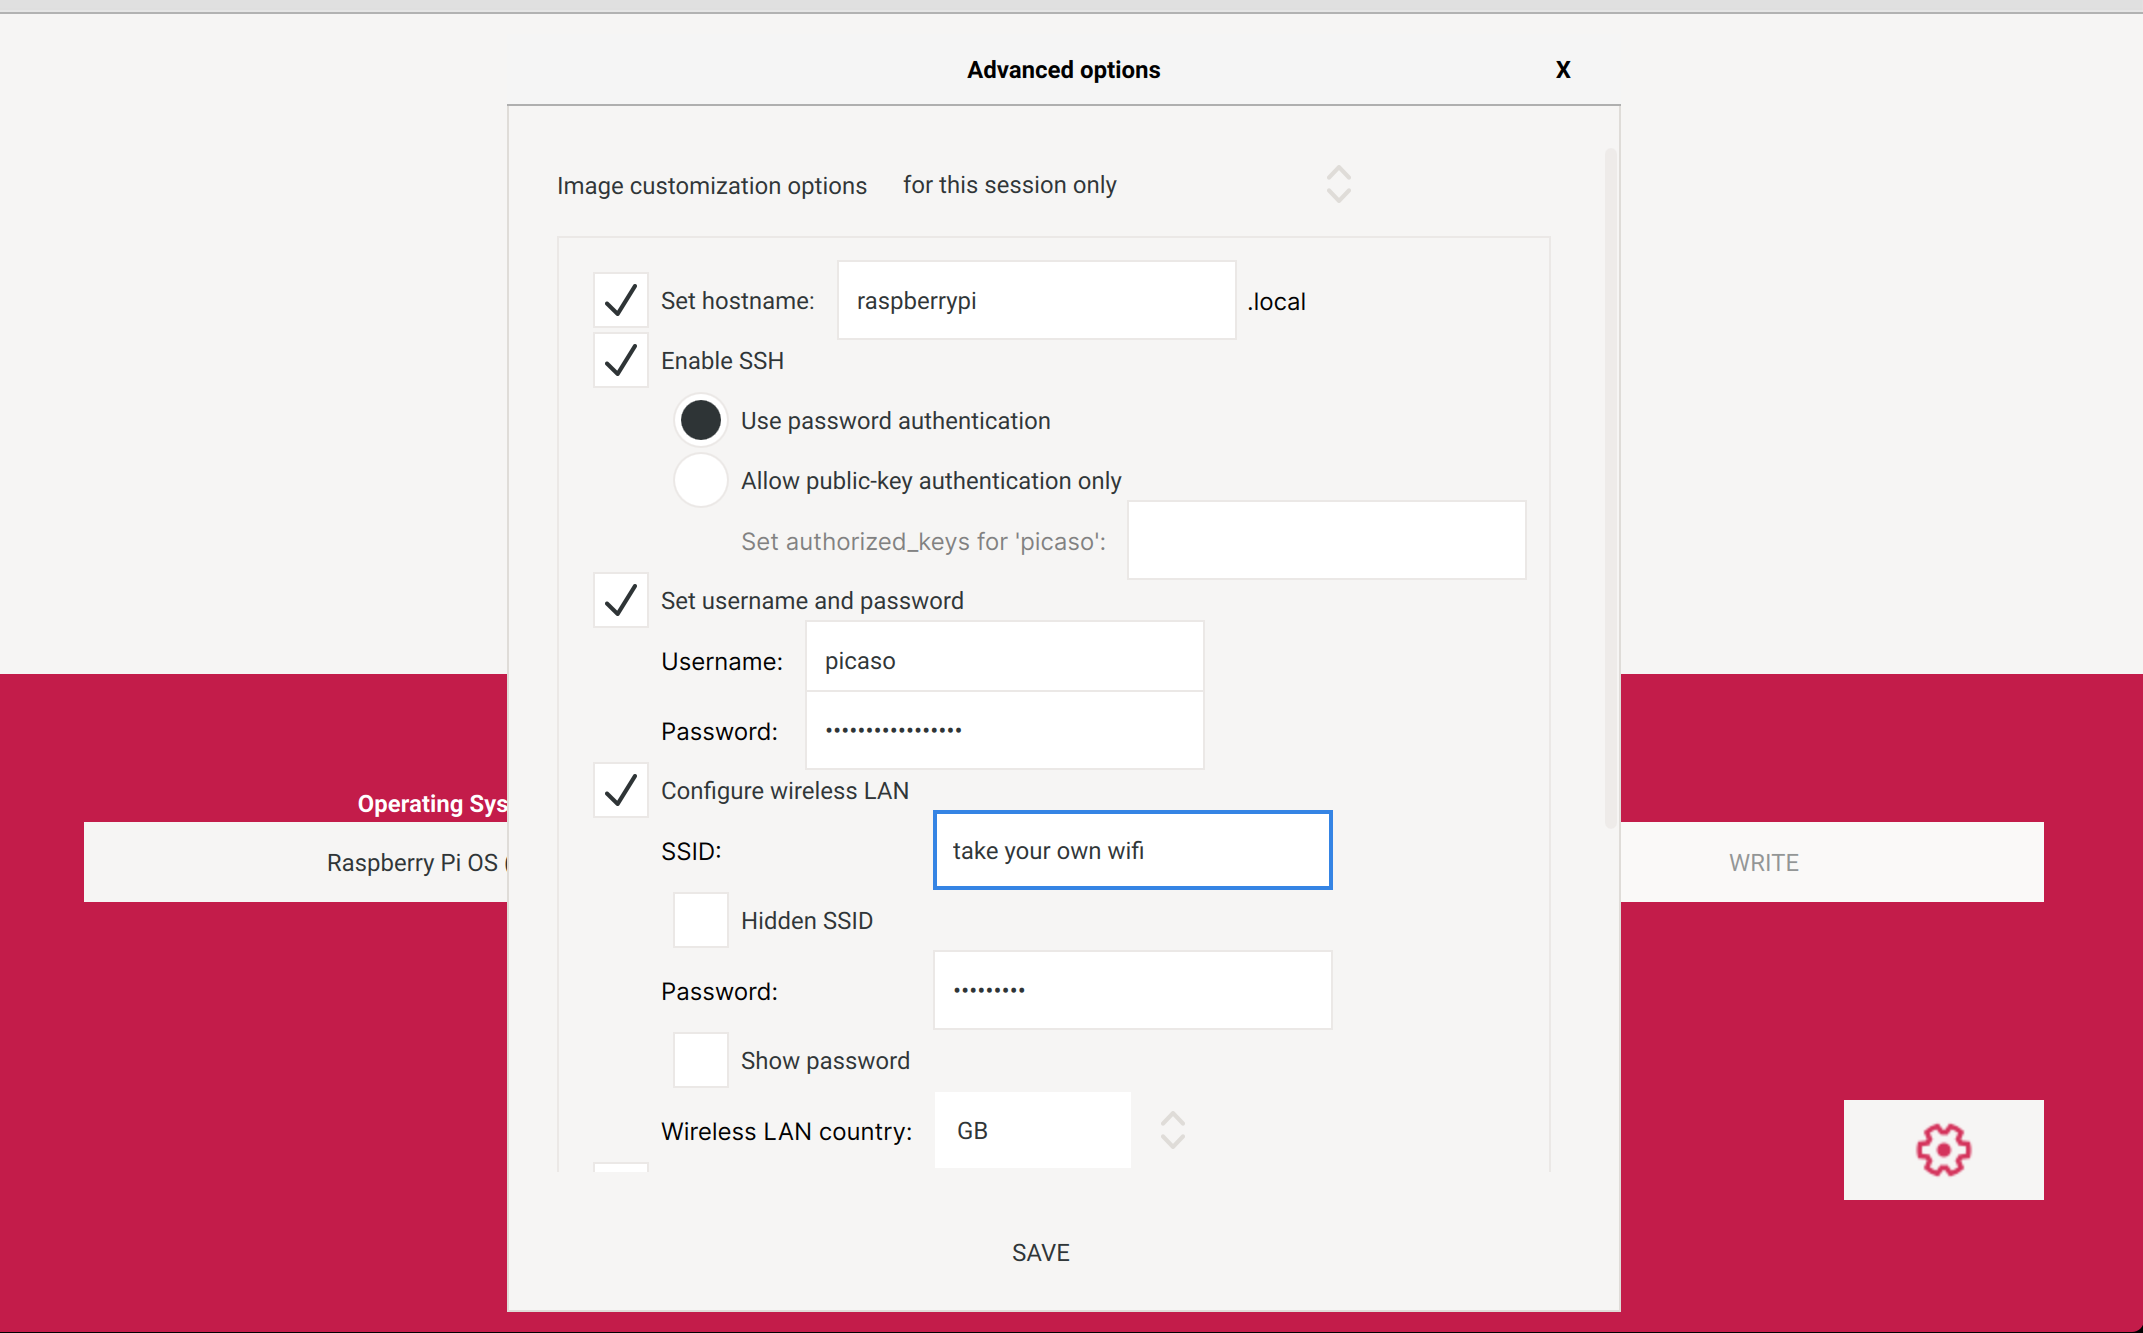 Advanced options X
Image customization options for this session only
Set hostname: raspberrypi .local
Enable SSH
Use password authentication
Allow public-key authentication only
Set authorized_keys for 'picaso':
Set username and password
Username: picaso
Password: •••••••••••••••••
Configure wireless LAN
SSID: take your own wifi
Hidden SSID
Password: •••••••••
Show password
Wireless LAN country: GB
SAVE
Operating Sys
Raspberry Pi OS (
WRITE